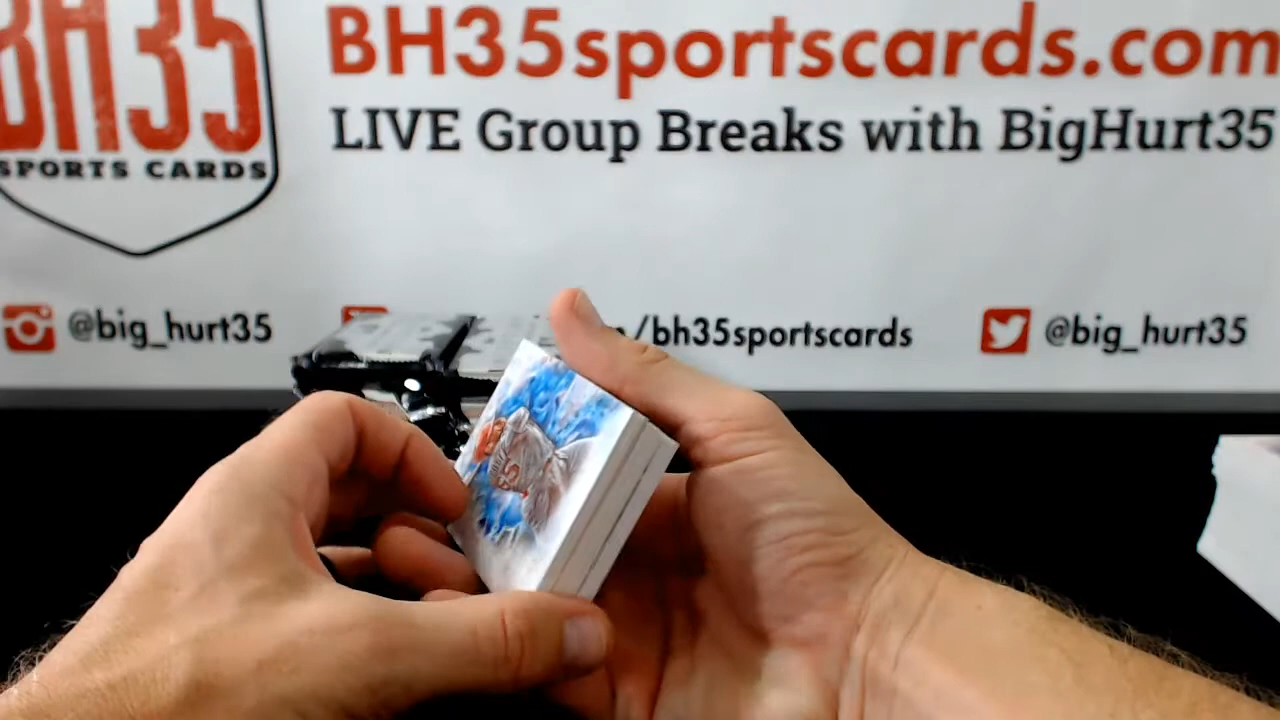 BH35
SPORTS CARDS
BH35sportscards.com
LIVE Group Breaks with BigHurt35
@big_hurt35
/bh35sportscards
@big_hurt35